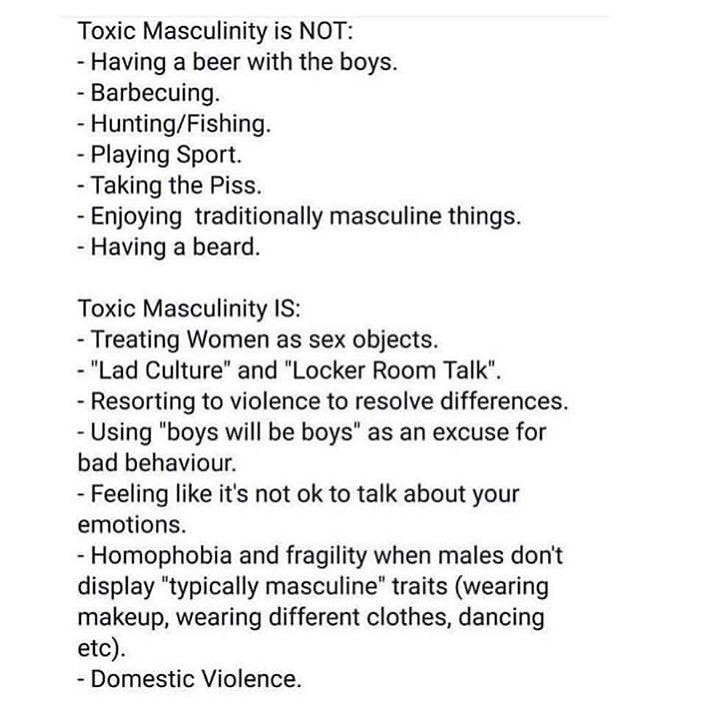 Toxic Masculinity is NOT:
- Having a beer with the boys.
- Barbecuing.
- Hunting/Fishing.
- Playing Sport.
- Taking the Piss.
- Enjoying  traditionally masculine things.
- Having a beard.
Toxic Masculinity IS:
- Treating Women as sex objects.
- "Lad Culture" and "Locker Room Talk".
- Resorting to violence to resolve differences.
- Using "boys will be boys" as an excuse for
bad behaviour.
- Feeling like it's not ok to talk about your
emotions.
- Homophobia and fragility when males don't
display "typically masculine" traits (wearing
makeup, wearing different clothes, dancing
etc).
- Domestic Violence.